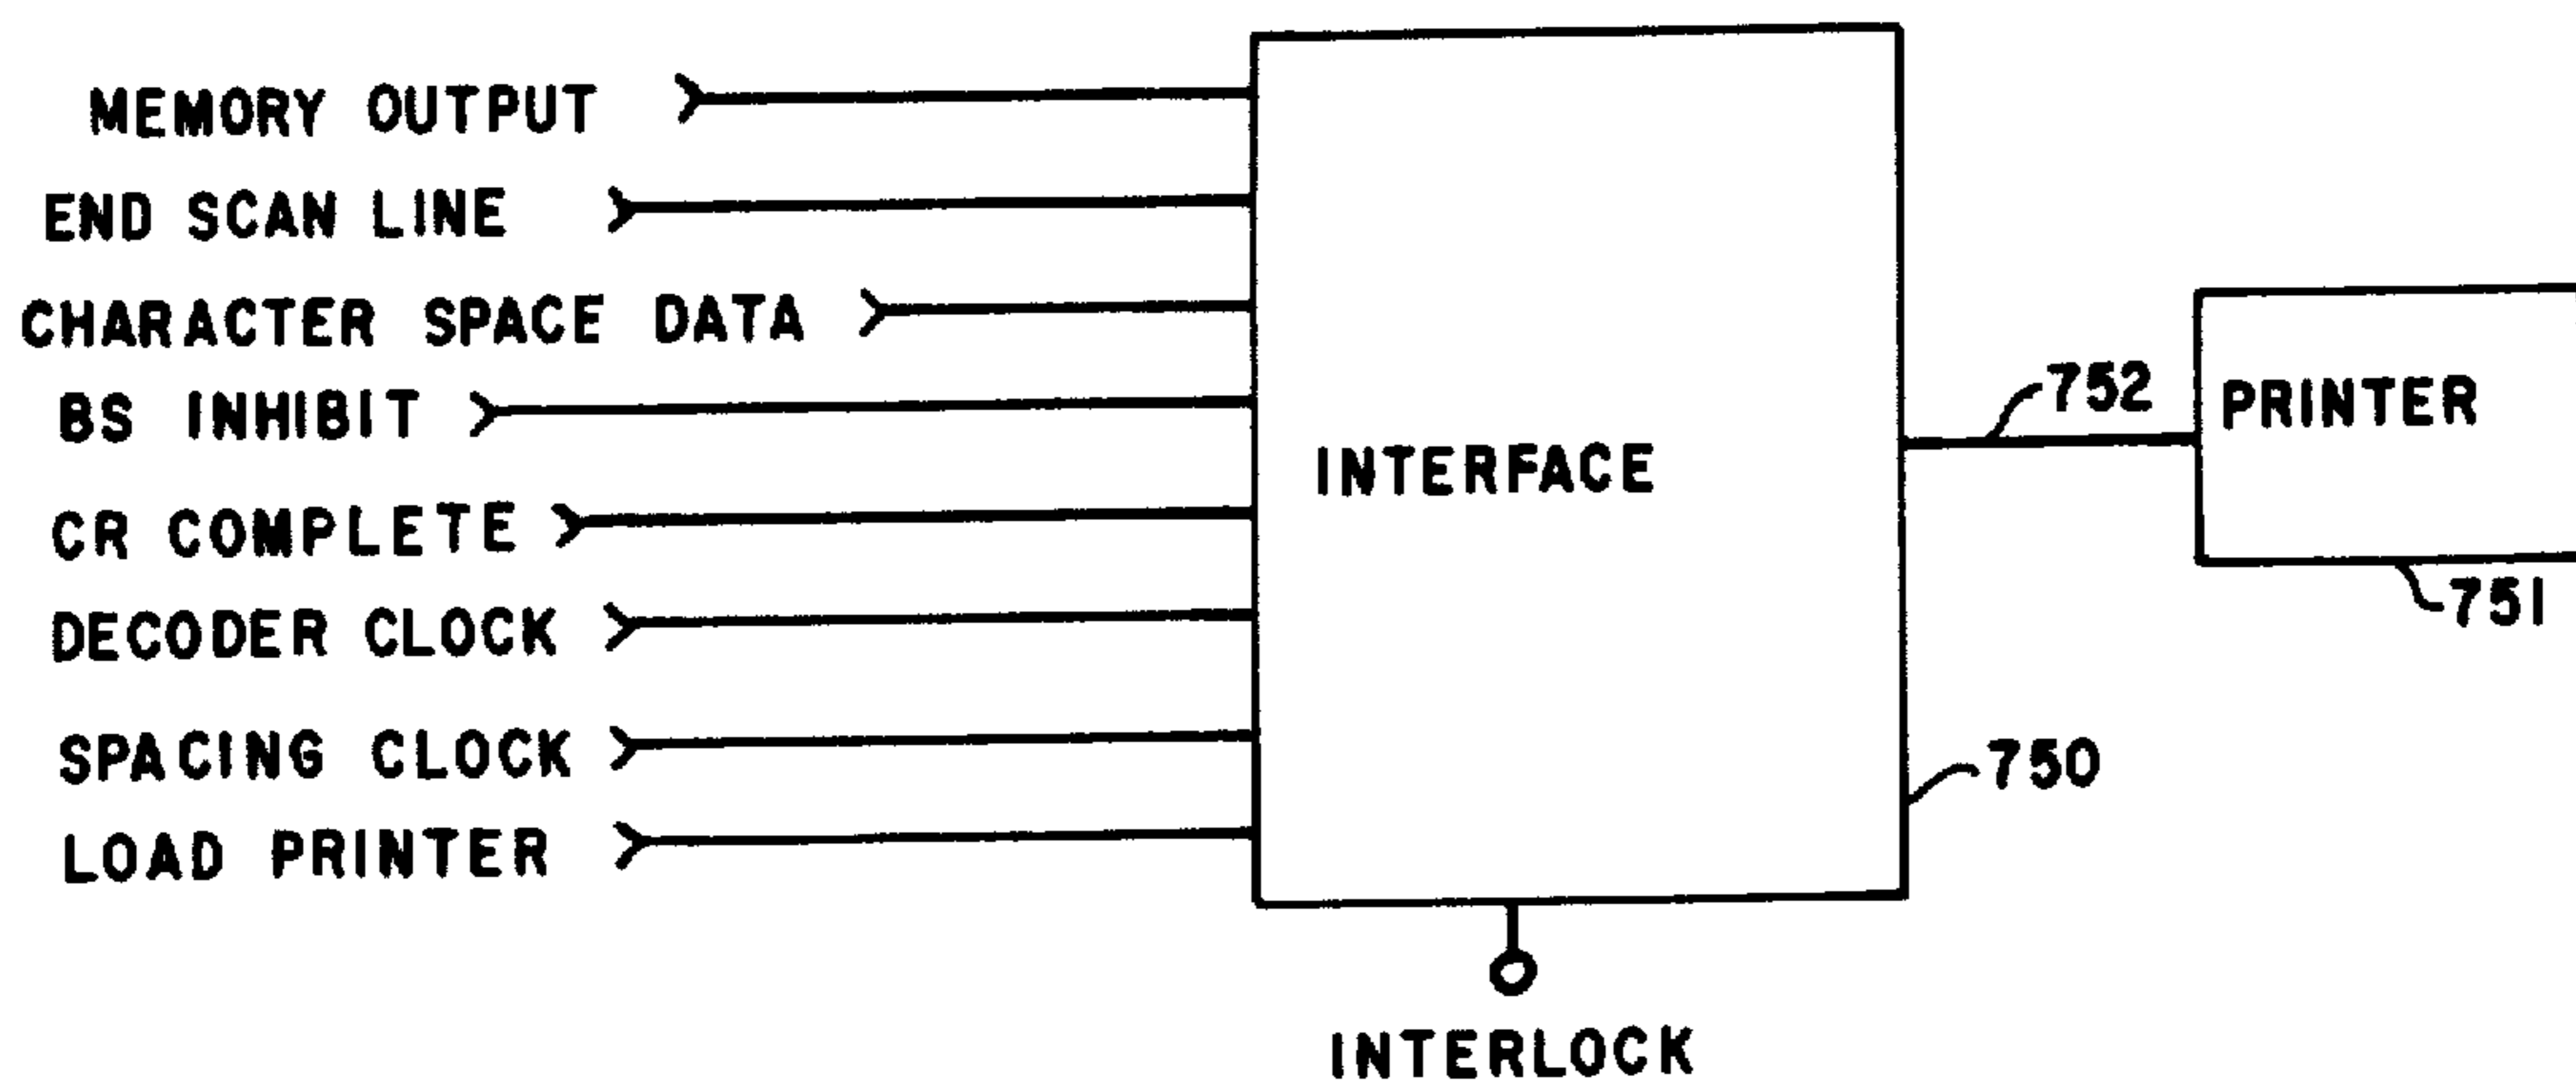 MEMORY OUTPUT
END SCAN LINE
CHARACTER SPACE DATA
BS INHIBIT
CR COMPLETE
DECODER CLOCK
SPACING CLOCK
LOAD PRINTER
INTERFACE
752
PRINTER
751
750
INTERLOCK